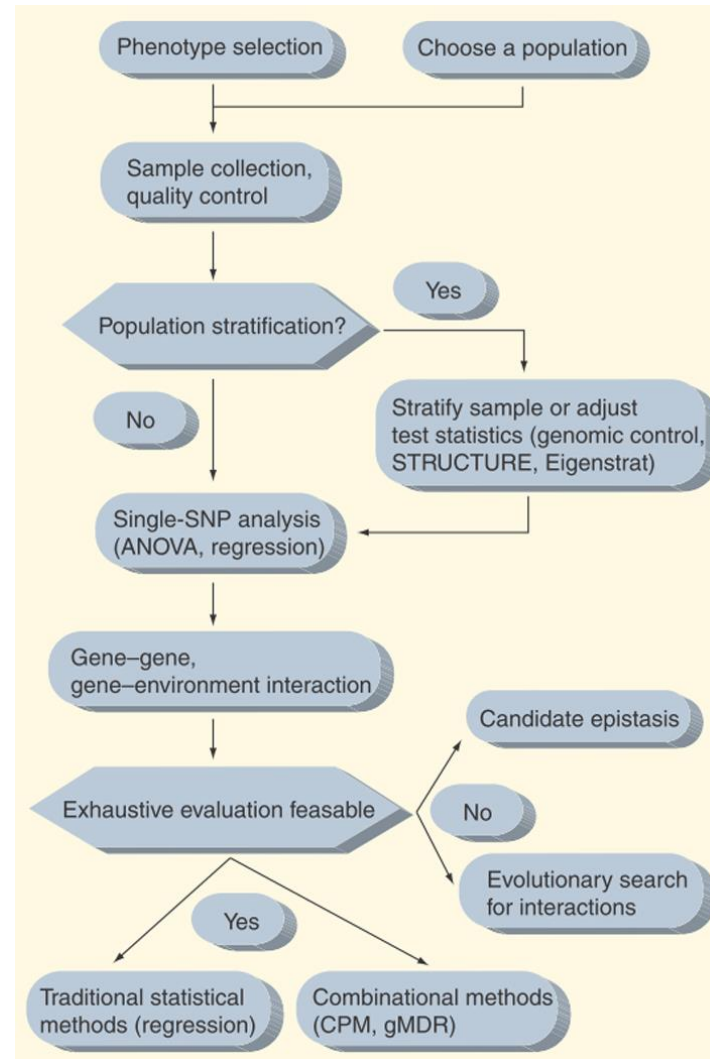 Phenotype selection
Choose a population
Sample collection,
quality control
Yes
Population stratification?
No
Stratify sample or adjust
test statistics (genomic control,
STRUCTURE, Eigenstrat)
Single-SNP analysis
(ANOVA, regression)
Gene–gene,
gene–environment interaction
Candidate epistasis
Exhaustive evaluation feasable
No
Evolutionary search
for interactions
Yes
Traditional statistical
methods (regression)
Combinational methods
(CPM, gMDR)